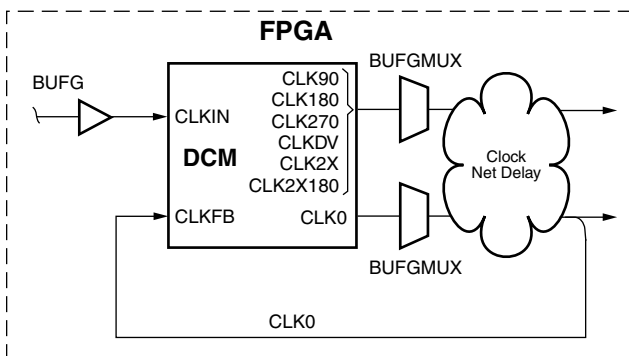 FPGA
BUFG
BUFGMUX
CLKIN
CLK90
CLK180
CLK270
CLKDV
CLK2X
CLK2X180
DCM
Clock
Net Delay
CLKFB
CLK0
BUFGMUX
CLK0